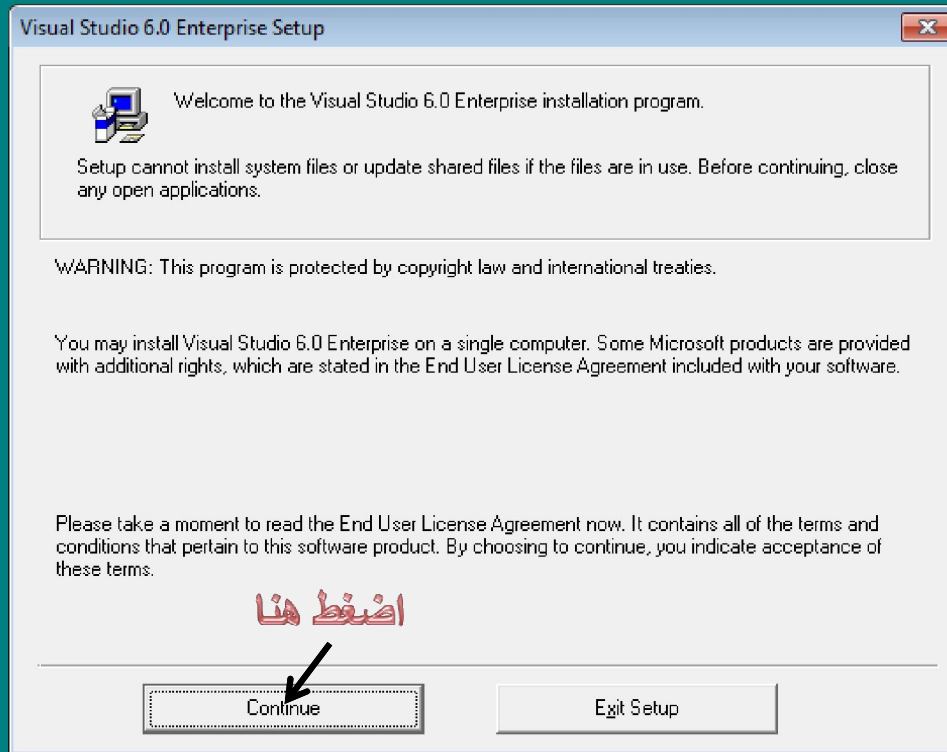 Visual Studio 6.0 Enterprise Setup
Welcome to the Visual Studio 6.0 Enterprise installation program.
Setup cannot install system files or update shared files if the files are in use. Before continuing, close
any open applications.
WARNING: This program is protected by copyright law and international treaties.
You may install Visual Studio 6.0 Enterprise on a single computer. Some Microsoft products are provided
with additional rights, which are stated in the End User License Agreement included with your software.
Please take a moment to read the End User License Agreement now. It contains all of the terms and
conditions that pertain to this software product. By choosing to continue, you indicate acceptance of
these terms.
اضغط هنا
Continue
Exit Setup